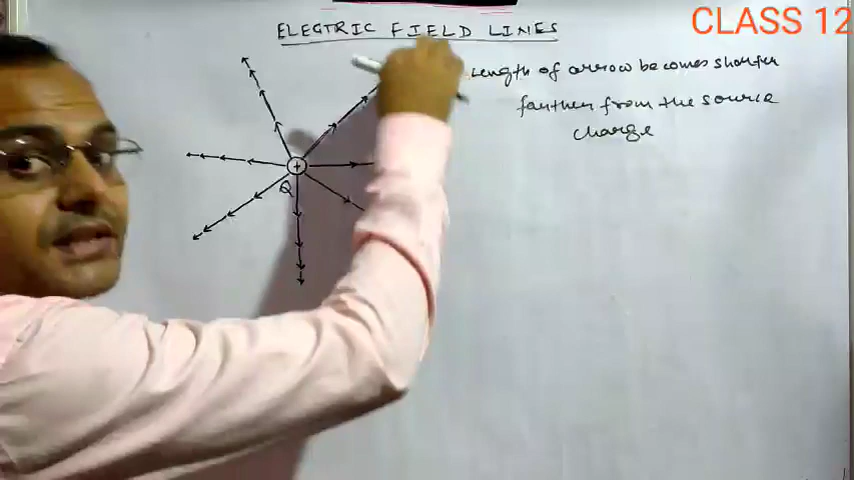 CLASS 12
ELECTRIC FIELD LINES
Length of arrow becomes shorter
farther from the source
charge
+
Q